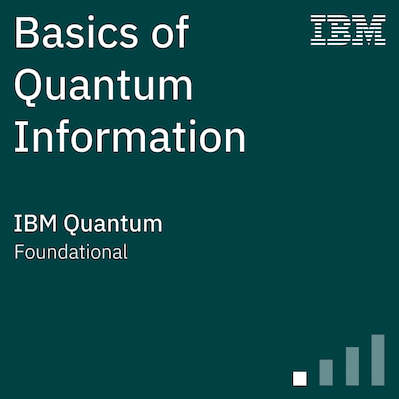 Basics of
Quantum
Information
IBM
IBM Quantum
Foundational